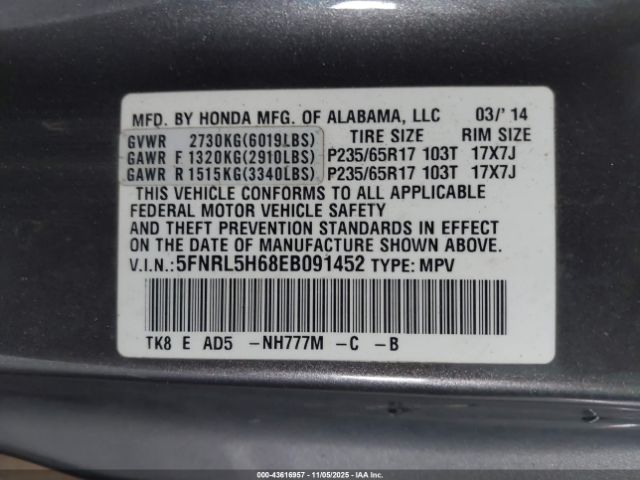 MFD. BY HONDA MFG. OF ALABAMA, LLC 03/'14
GVWR 2730KG(6019LBS) TIRE SIZE RIM SIZE
GAWR F 1320KG(2910LBS) P235/65R17 103T 17X7J
GAWR R 1515KG(3340LBS) P235/65R17 103T 17X7J
THIS VEHICLE CONFORMS TO ALL APPLICABLE
FEDERAL MOTOR VEHICLE SAFETY
AND THEFT PREVENTION STANDARDS IN EFFECT
ON THE DATE OF MANUFACTURE SHOWN ABOVE.
V.I.N.:5FNRL5H68EB091452 TYPE: MPV
TK8 E AD5 -NH777M -C -B
000-43616957 - 11/05/2025 - IAA, Inc.